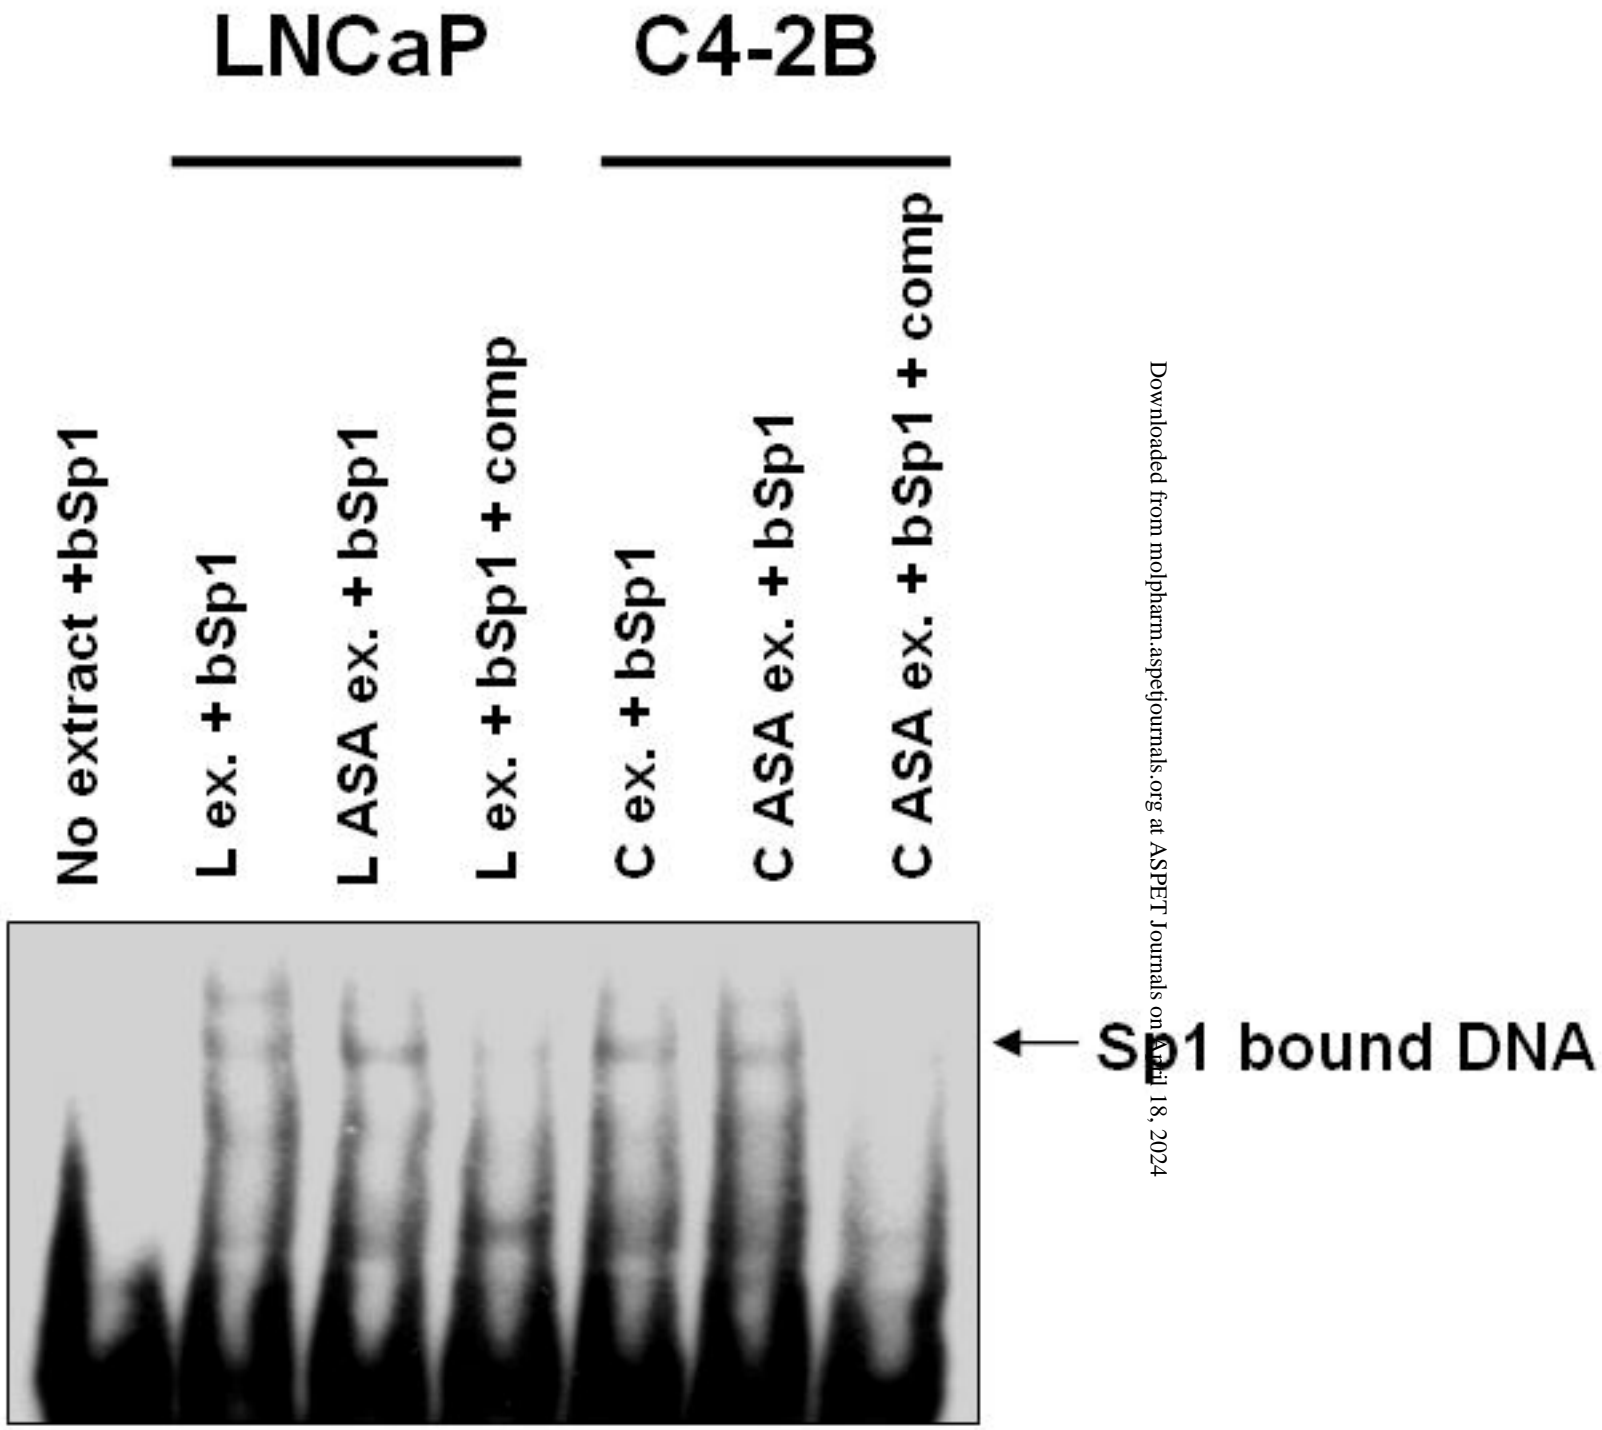 LNCaP
C4-2B
No extract +bSp1
L ex. + bSp1
L ASA ex. + bSp1
L ex. + bSp1 + comp
C ex. + bSp1
C ASA ex. + bSp1
C ASA ex. + bSp1 + comp
Sp1 bound DNA
Downloaded from molpharm.aspetjournals.org at ASPET Journals on April 18, 2024